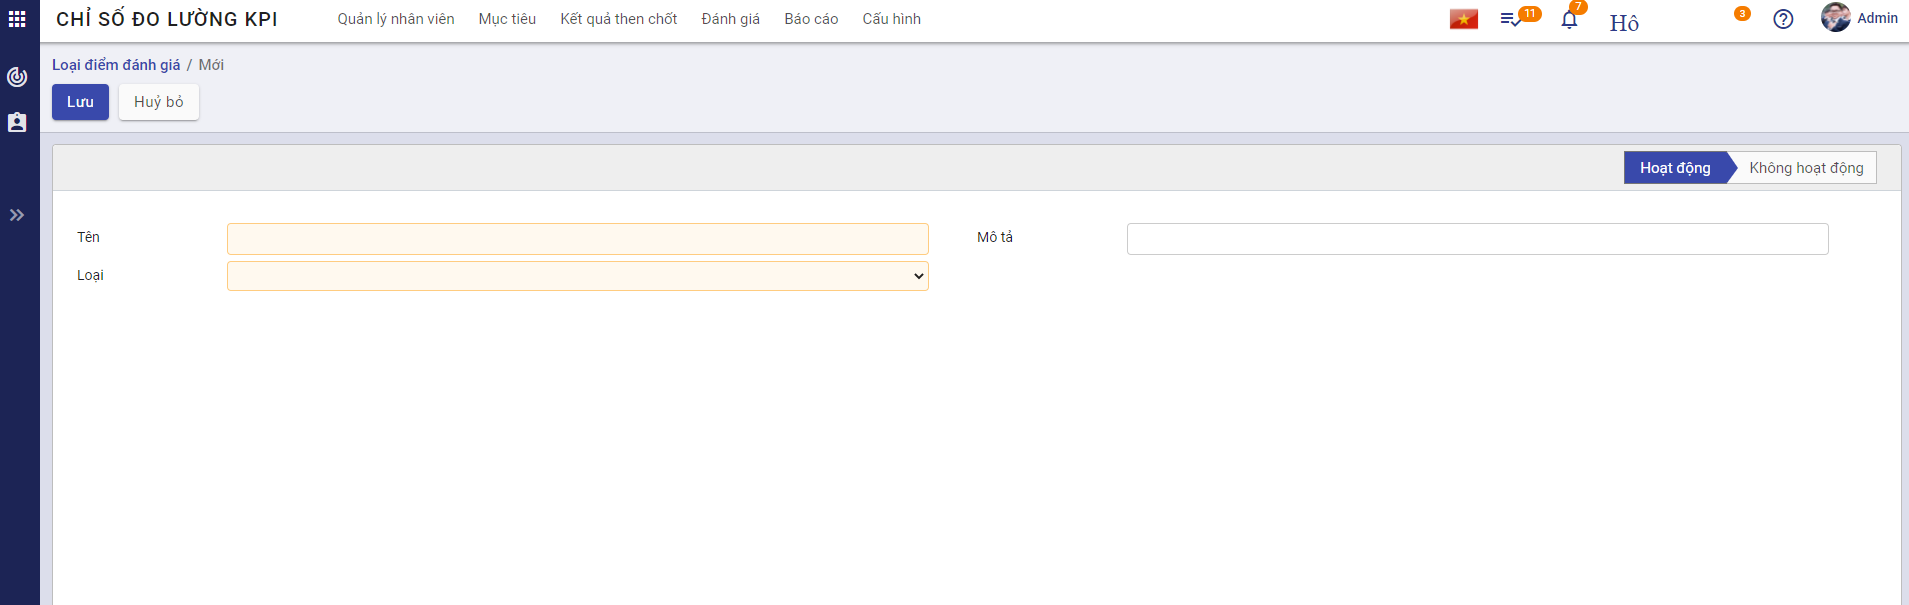 CHỈ SỐ ĐO LƯỜNG KPI Quản lý nhân viên Mục tiêu Kết quả then chốt Đánh giá Báo cáo Cấu hình 11 7 Hô 3 Admin
Loại điểm đánh giá / Mới
Lưu Huỷ bỏ
Hoạt động Không hoạt động
Tên Mô tả
Loại